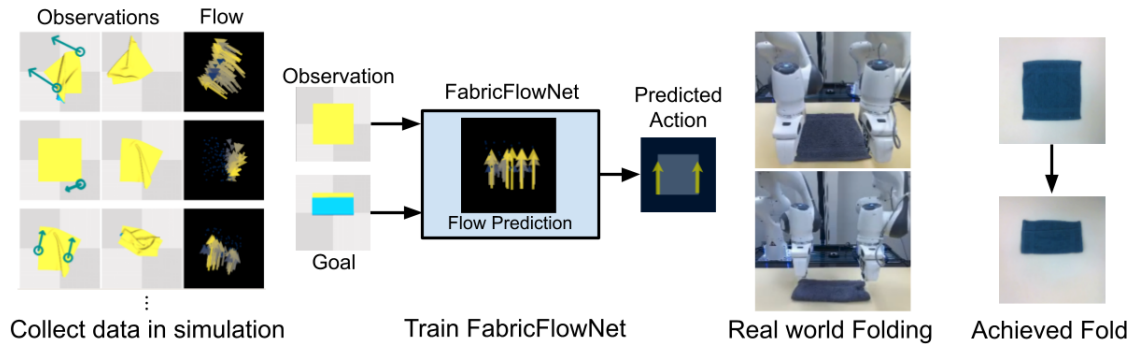 Observations
Flow
Observation
Goal
FabricFlowNet
Flow Prediction
Predicted
Action
⋮
Collect data in simulation
Train FabricFlowNet
Real world Folding
Achieved Fold